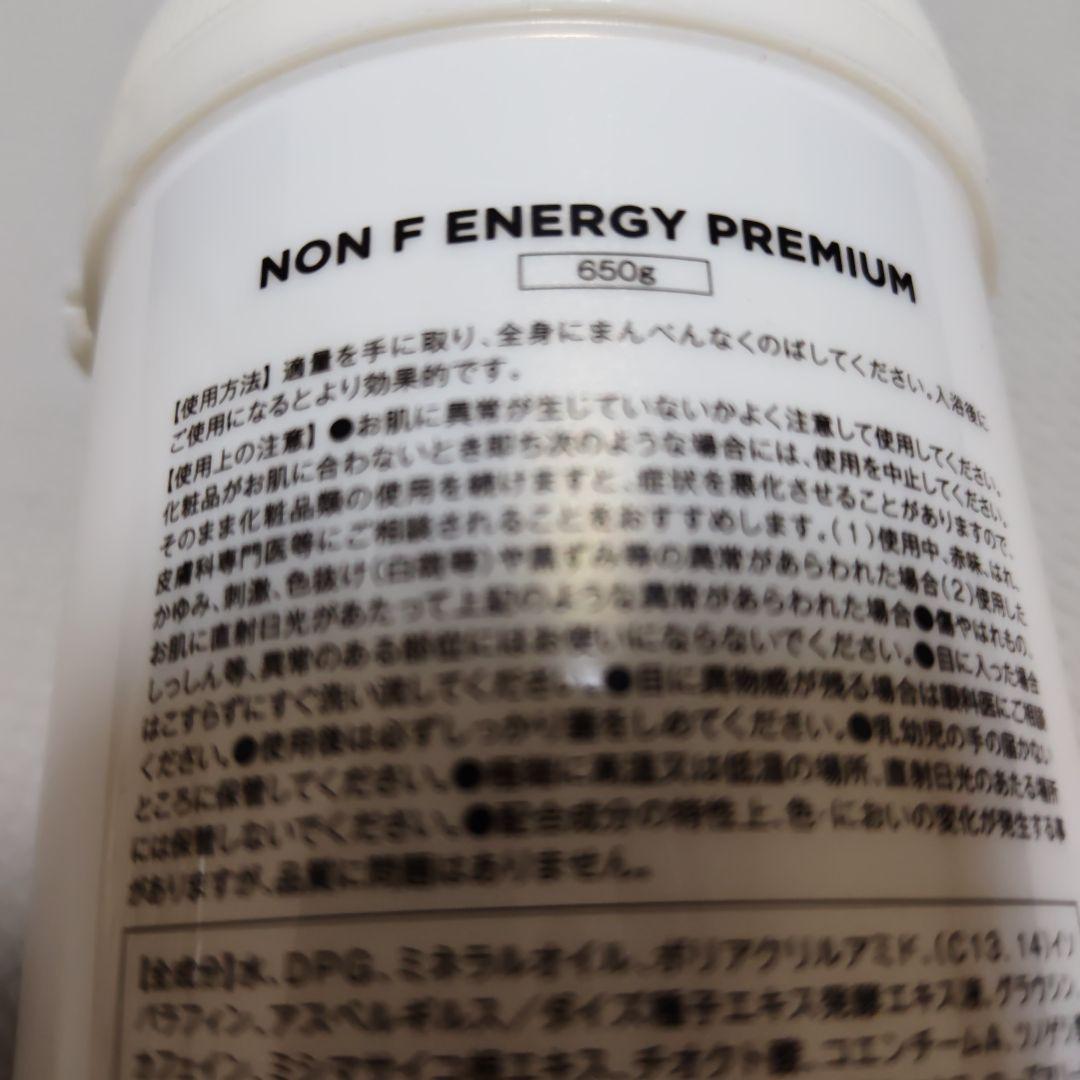 NON F ENERGY PREMIUM
650g
【使用方法】適量を手に取り、全身にまんべんなくのばしてください。入浴後に
ご使用になるとより効果的です。
【使用上の注意】●お肌に異常が生じていないかよく注意して使用してください。
化粧品がお肌に合わないとき即ち次のような場合には、使用を中止してください。
そのまま化粧品類の使用を続けますと、症状を悪化させることがありますので、
皮膚科専門医等にご相談されることをおすすめします。(1)使用中、赤味、はれ、
かゆみ、刺激、色抜け(白斑等)や黒ずみ等の異常があらわれた場合(2)使用した
お肌に直射日光があたって上記のような異常があらわれた場合●傷やはれもの、
しっしん等、異常のある部位にはお使いにならないでください。●目に入った場合
はこすらずにすぐ洗い流してください。●目に異物感が残る場合は眼科医にご相談
ください。●使用後は必ずしっかり蓋をしめてください。●乳幼児の手の届かない
ところに保管してください。●極端に高温又は低温の場所、直射日光のあたる場所
には保管しないでください。●配合成分の特性上、色・においの変化が発生する事
がありますが、品質に問題はありません。
【全成分】水、DPG、ミネラルオイル、ポリアクリルアミド、(C13,14)イソ
パラフィン、アスペルギルス/ダイズ種子エキス発酵エキス液、グラウシン、
カフェイン、エキス、チオクト酸、コエンチームA、